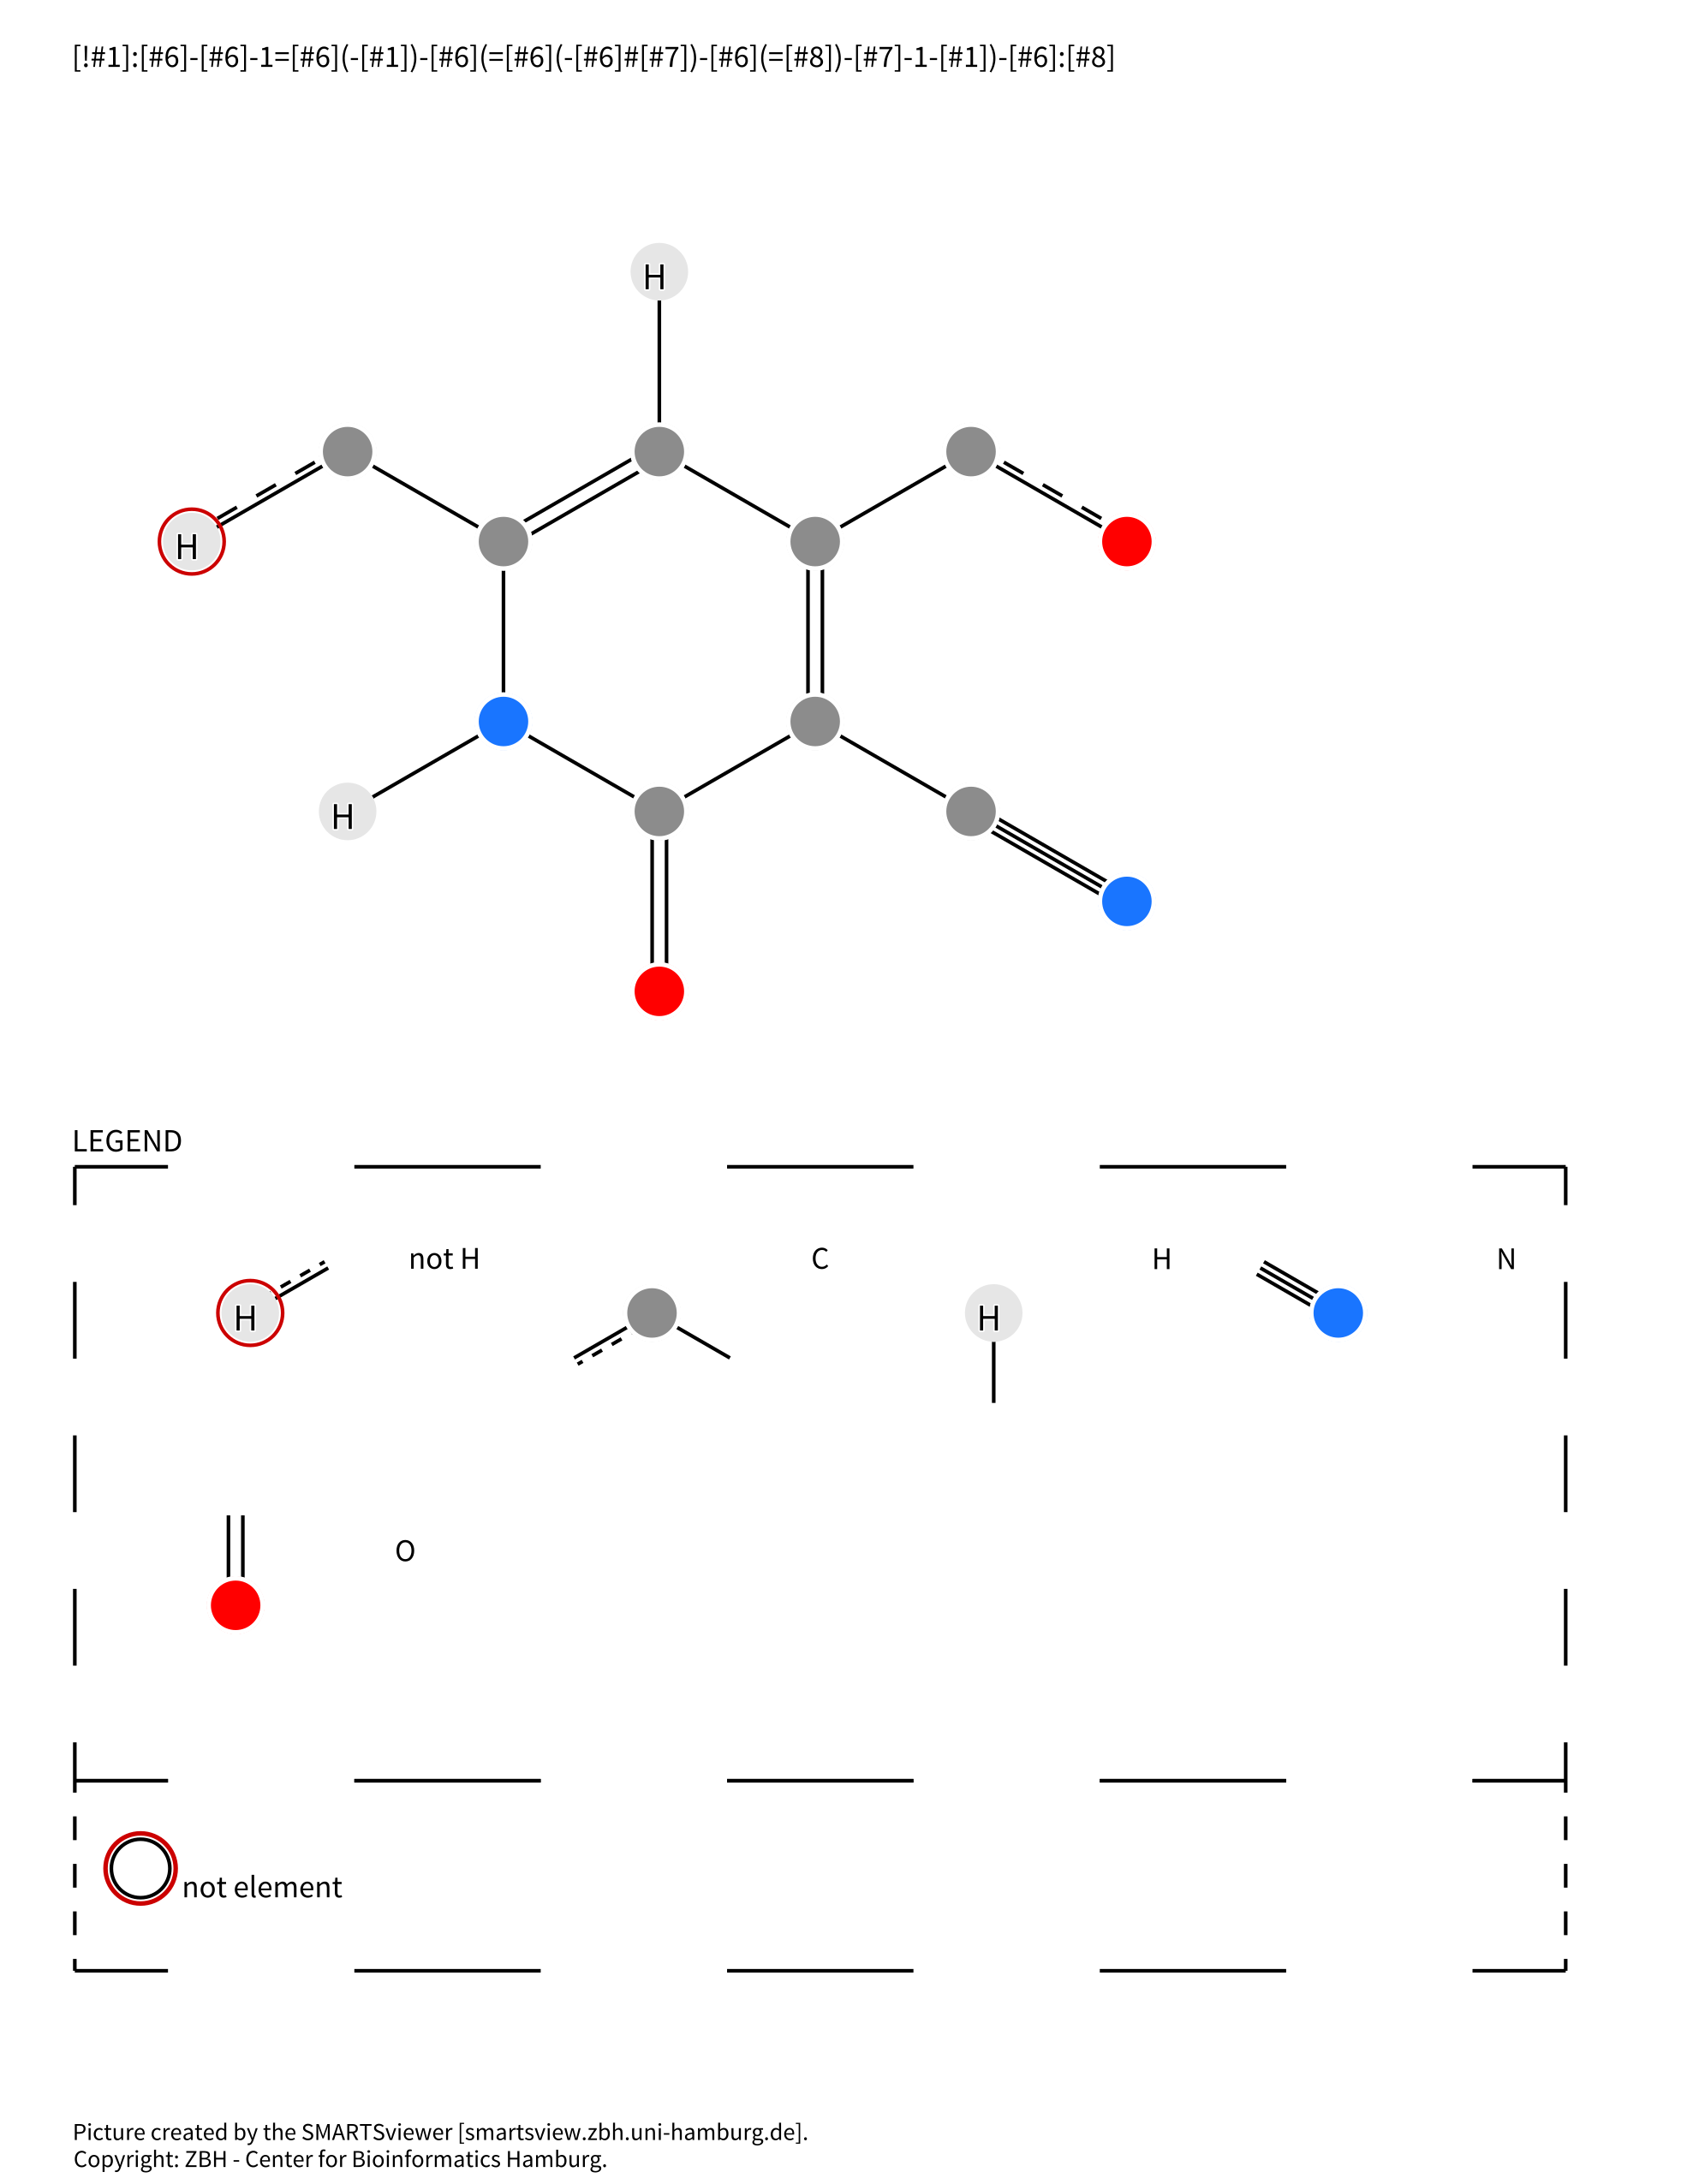 [!#1]:[#6]-[#6]-1=[#6](-[#1])-[#6](=[#6](-[#6]#[#7])-[#6](=[#8])-[#7]-1-[#1])-[#6]:[#8]
H
H
H
LEGEND
not H
C
H
N
H
H
O
not element
Picture created by the SMARTSviewer [smartsview.zbh.uni-hamburg.de].
Copyright: ZBH - Center for Bioinformatics Hamburg.